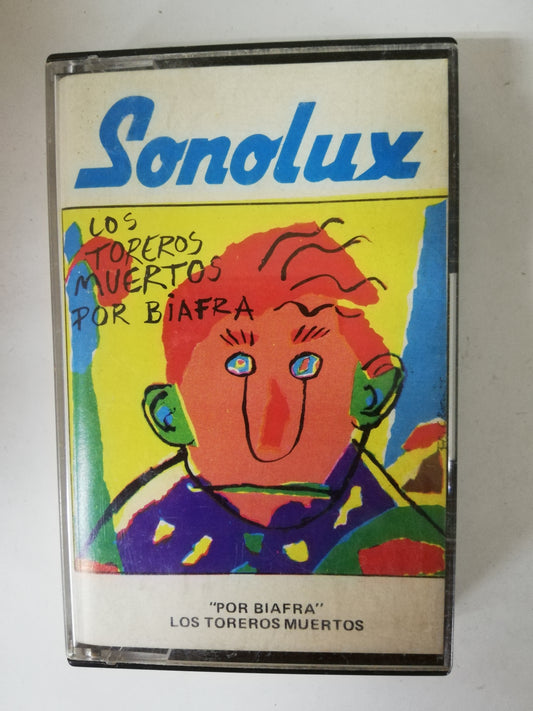 Sonolux
LOS
TOREROS
MUERTOS
POR BIAFRA
"POR BIAFRA"
LOS TOREROS MUERTOS